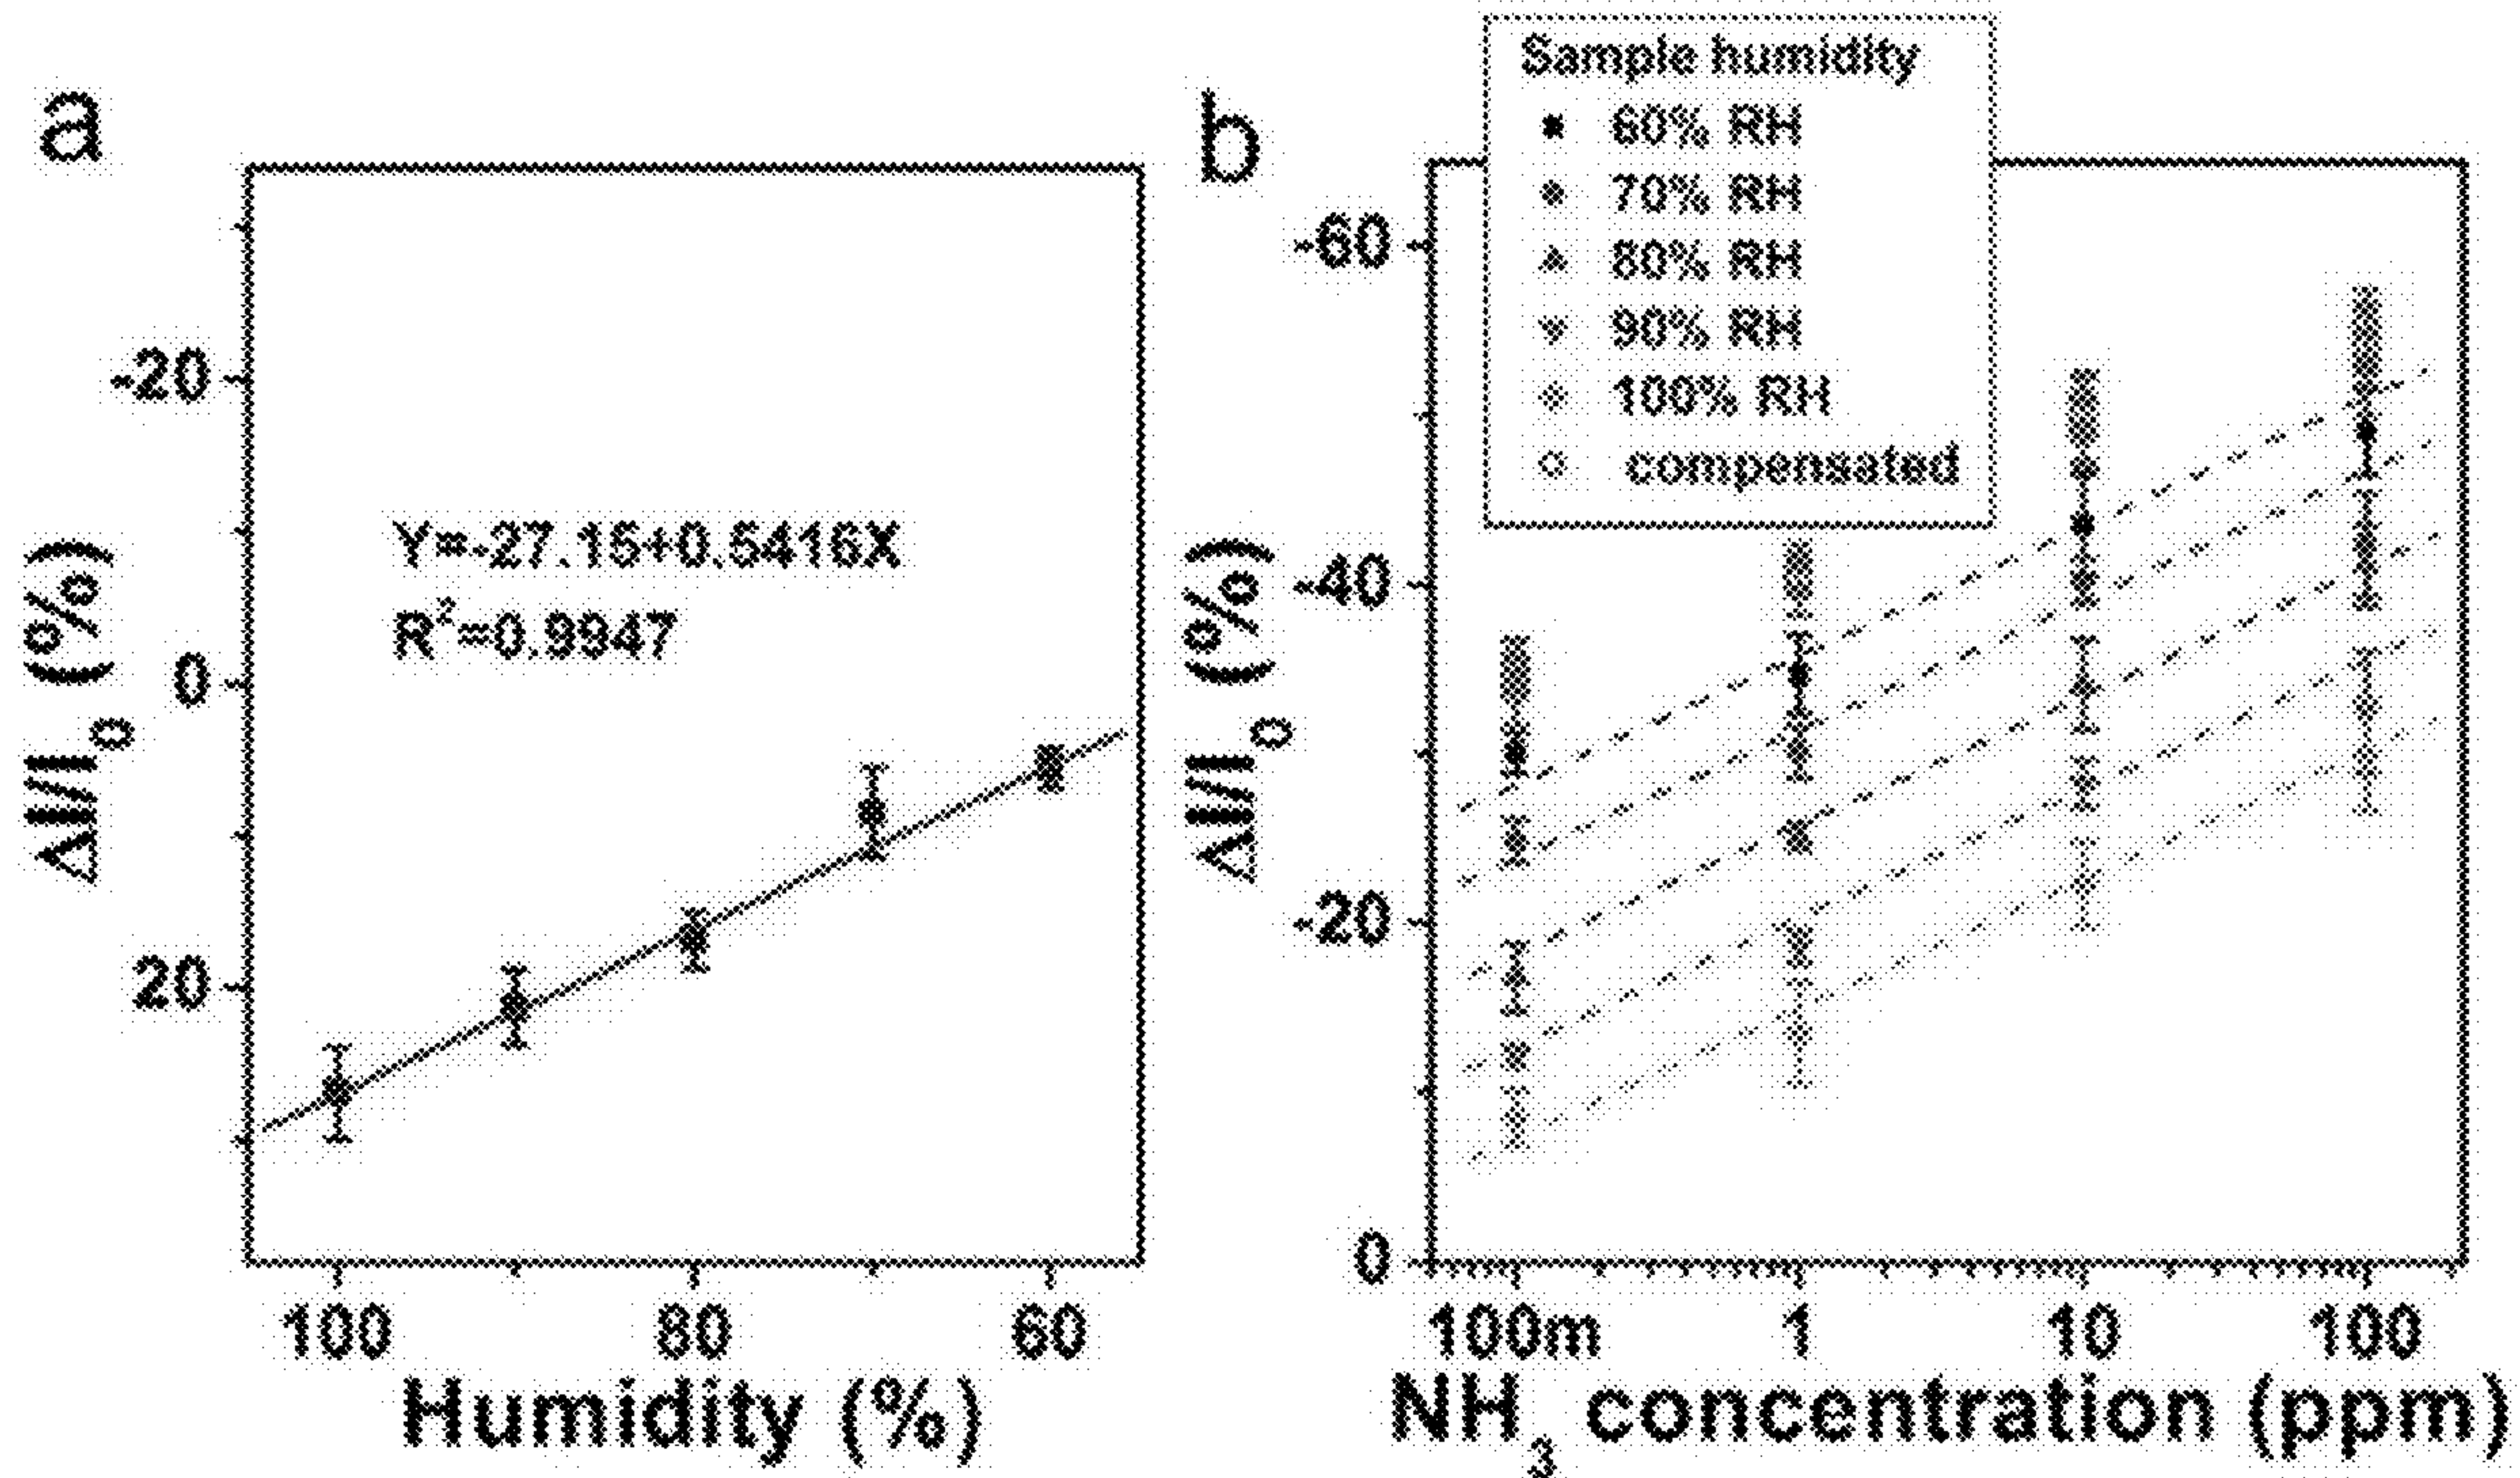 a
-20
0
20
ΔI/I0 (%)
Y=-27.15+0.5416X
R²=0.9947
100
80
60
Humidity (%)
b
Sample humidity
60% RH
70% RH
80% RH
90% RH
100% RH
compensated
-60
-40
-20
0
ΔI/I0 (%)
100m
1
10
100
NH3 concentration (ppm)